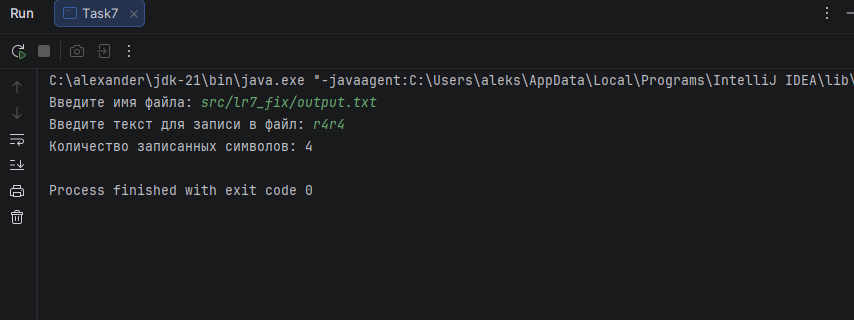 Run Task7
C:\alexander\jdk-21\bin\java.exe "-javaagent:C:\Users\aleks\AppData\Local\Programs\IntelliJ IDEA\lib\
Введите имя файла: src/lr7_fix/output.txt
Введите текст для записи в файл: r4r4
Количество записанных символов: 4
Process finished with exit code 0